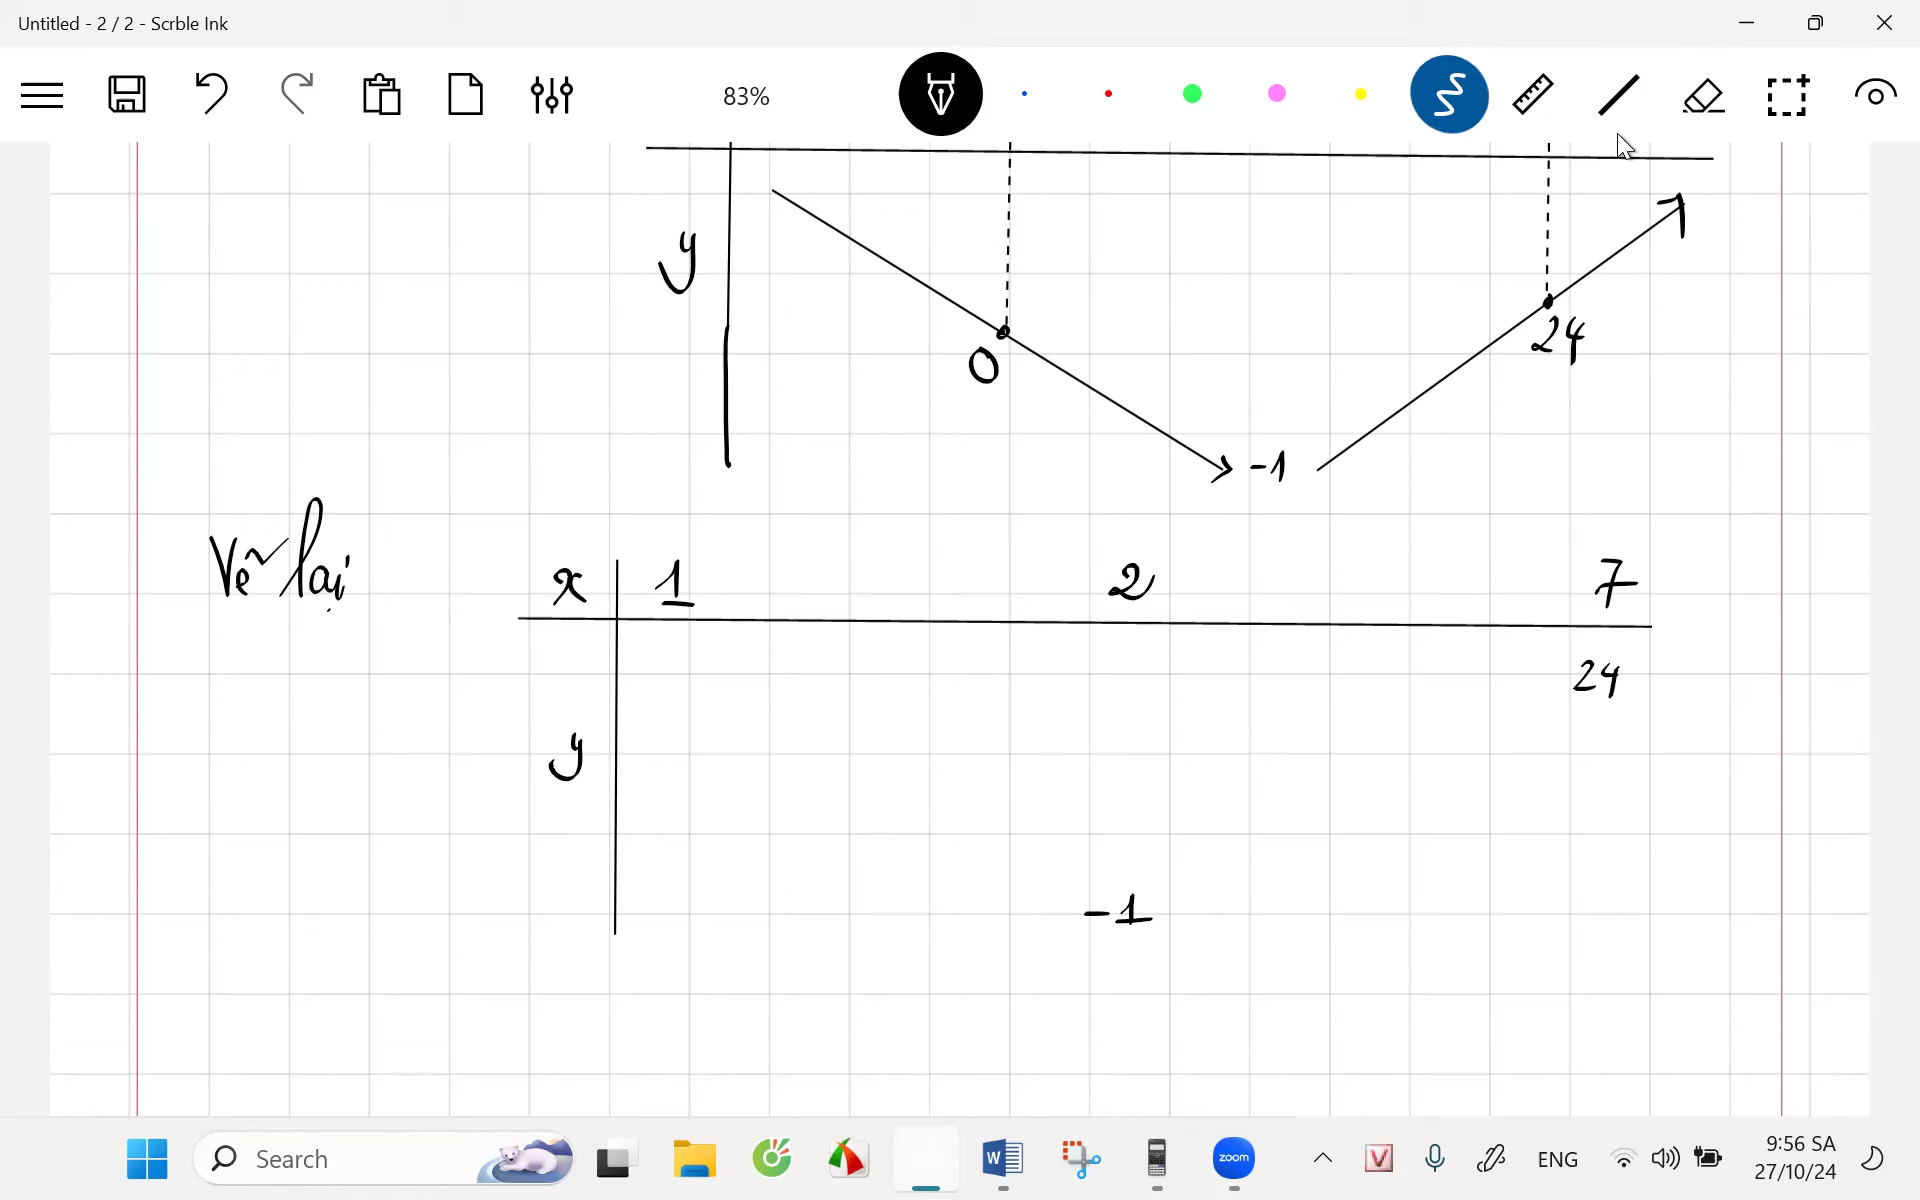 Untitled - 2 / 2 - Scrble Ink
83%
y
0
24
-1
Vẽ lại
x 1 2 7
24
y
-1
Search
W
zoom
V
ENG
9:56 SA
27/10/24